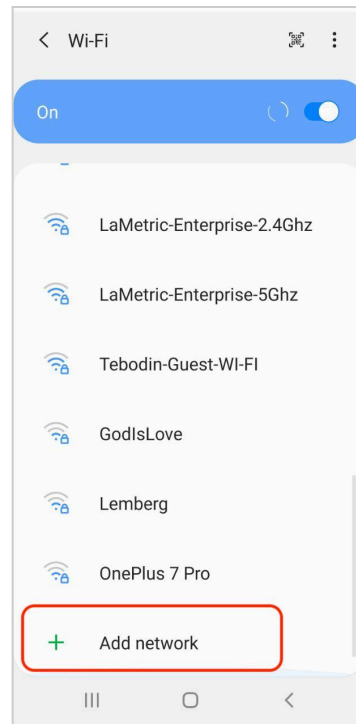 Wi-Fi
On
LaMetric-Enterprise-2.4Ghz
LaMetric-Enterprise-5Ghz
Tebodin-Guest-WI-FI
GodIsLove
Lemberg
OnePlus 7 Pro
Add network